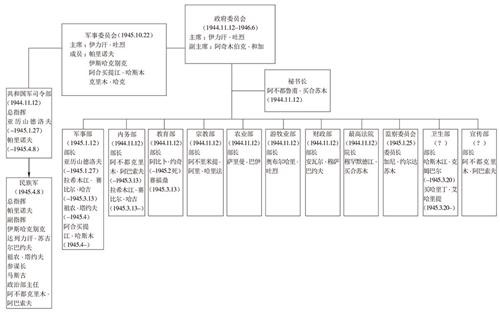 政府委员会
(1944.11.12–1946.6)
主席：伊力汗·吐烈
副主席：阿奇木伯克·和加
军事委员会(1945.10.22)
主席：伊力汗·吐烈
成员：帕里诺夫
伊斯哈克别克
阿合买提江·哈斯木
克里木·哈克
秘书长
阿不都鲁甫·买合苏木
(1944.11.12)
共和国军司令部
(1944.11.12)
总指挥
亚历山德洛夫
(–1945.1.27)
帕里诺夫
(–1945.4.8)
民族军
(1945.4.8)
总指挥
帕里诺夫
副指挥
伊斯哈克别克
达列力汗·苏古
尔巴约夫
祖农·塔约夫
参谋长
马斯古
政治部主任
阿不都克里木·
阿巴索夫
军事部
(1945.1.12)
部长
亚历山德洛夫
(–1945.1.27)
拉希木江·赛
比尔·哈吉
(–1945.3.13)
祖农·塔约夫
(–1945.4)
阿合买提
江·哈斯木
(1945.4–)
内务部
(1944.11.12)
部长
阿不都克里
木·阿巴索夫
(–1945.3.13)
拉希木江·赛
比尔·哈吉
(1945.3.13–)
教育部
(1944.11.12)
部长
阿比卜·约奇
(–1945.2死)
赛福鼎
(1945.3.13)
宗教部
(1944.11.12)
部长
阿不里米提·
阿里·哈里法
农业部
(1944.11.12)
部长
萨里曼·巴伊
游牧业部
(1944.11.12)
部长
奥布尔哈里·
吐烈
财政部
(1944.11.12)
部长
安瓦尔·穆萨
巴约夫
最高法院
(1944.11.12)
院长
穆罕默德江·
买合苏木
监察委员会
(1945.1.25)
委员长
加尼·约尔达
苏木
卫生部
(？)
部长
哈斯木江·克
姆巴尔
(–1945.3.20)
买哈里丁·艾
哈里提
(1945.3.20–)
宣传部
(？)
部长
阿不都克里
木·阿巴索夫